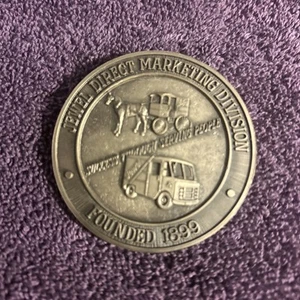 JEWEL DIRECT MARKETING DIVISION
SUCCESS THROUGH SERVING PEOPLE
FOUNDED 1899